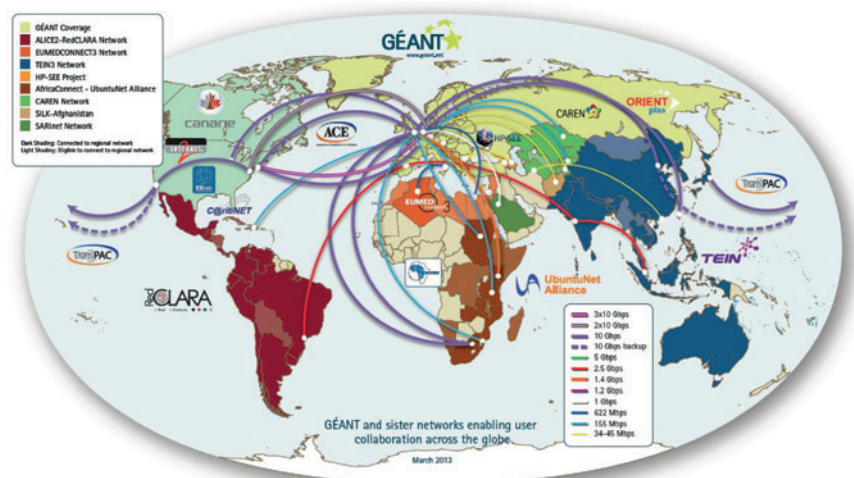 GÉANT Coverage
ALICE2-RedCLARA Network
EUMEDCONNECT3 Network
TEIN3 Network
HP-SEE Project
AfricaConnect - UbuntuNet Alliance
CAREN Network
SILK-Afghanistan
SARInet Network
Dark Shading: Connected to regional network
Light Shading: Eligible to connect to regional network
GÉANT
www.geant.net
canarie
ACE
HP-SEE
CAREN
ORIENT
plus
C@ribNET
EUMED
3
TransPAC
TransPAC
TEIN
CLARA
UbuntuNet
Alliance
3x10 Gbps
2x10 Gbps
10 Gbps
10 Gbps backup
5 Gbps
2.5 Gbps
1.4 Gbps
1.2 Gbps
1 Gbps
622 Mbps
155 Mbps
34-45 Mbps
GÉANT and sister networks enabling user
collaboration across the globe
March 2013